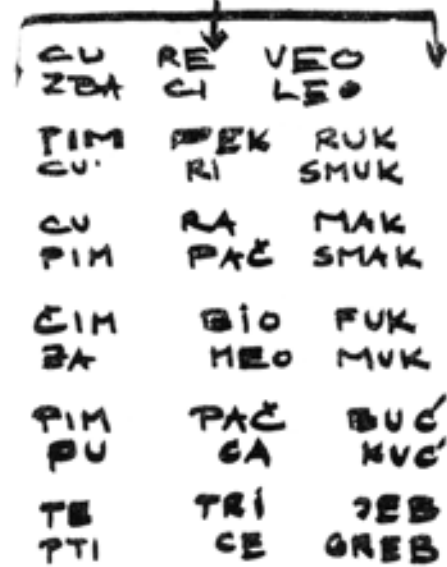 CU RE VEO
ZBA CI LEO
PIM PEK RUK
CU RI SMUK
CU RA MAK
PIM PAČ SMAK
ČIM BIO FUK
ZA MEO MUK
PIM PAČ BUĆ
PU CA KUĆ
TE TRI JEB
PTI CE GREB